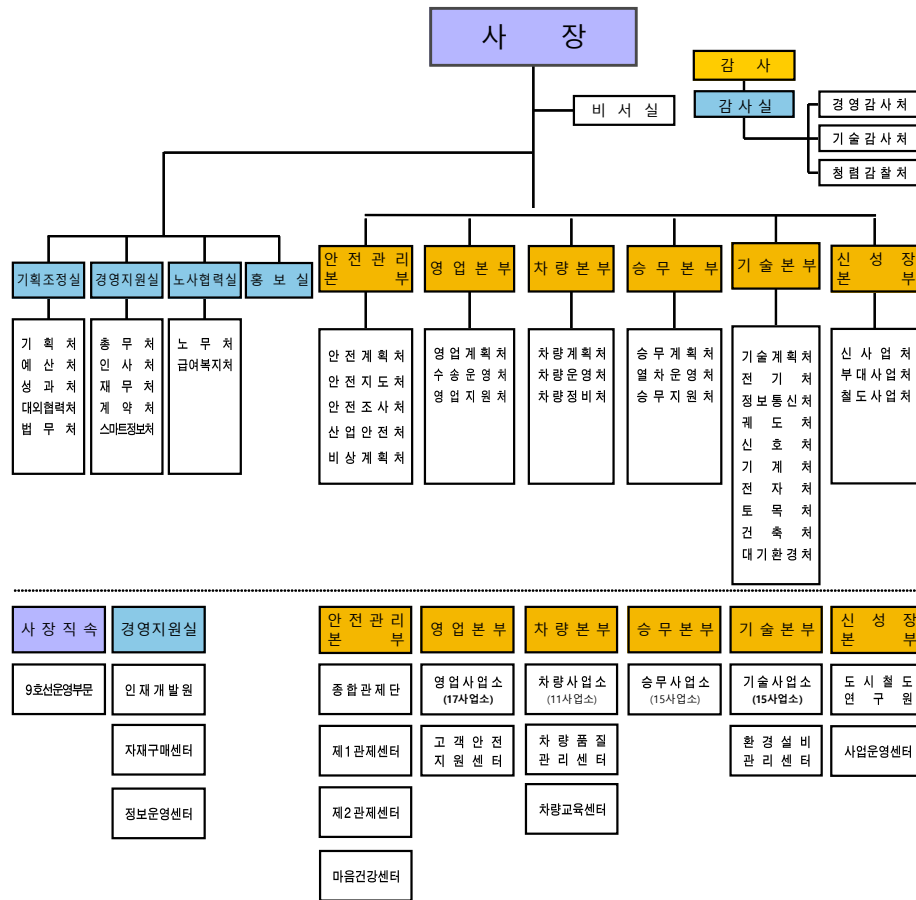 사 장
감 사
비 서 실
감사실
경영감사처
기술감사처
청렴감찰처
기획조정실
경영지원실
노사협력실
홍 보 실
안전관리
본 부
영업본부
차량본부
승무본부
기술본부
신 성 장
본 부
기 획 처
예 산 처
성 과 처
대외협력처
법 무 처
총 무 처
인 사 처
재 무 처
계 약 처
스마트정보처
노 무 처
급여복지처
안전계획처
안전지도처
안전조사처
산업안전처
비상계획처
영업계획처
수송운영처
영업지원처
차량계획처
차량운영처
차량정비처
승무계획처
열차운영처
승무지원처
기술계획처
전 기 처
정보통신처
궤 도 처
신 호 처
기 계 처
전 자 처
토 목 처
건 축 처
대기환경처
신 사 업 처
부대사업처
철도사업처
사장직속
9호선운영부문
경영지원실
인재개발원
자재구매센터
정보운영센터
안전관리
본 부
종합관제단
제1관제센터
제2관제센터
마음건강센터
영업본부
영업사업소
(17사업소)
고객안전
지원센터
차량본부
차량사업소
(11사업소)
차량품질
관리센터
차량교육센터
승무본부
승무사업소
(15사업소)
기술본부
기술사업소
(15사업소)
환경설비
관리센터
신 성 장
본 부
도시철도
연 구 원
사업운영센터